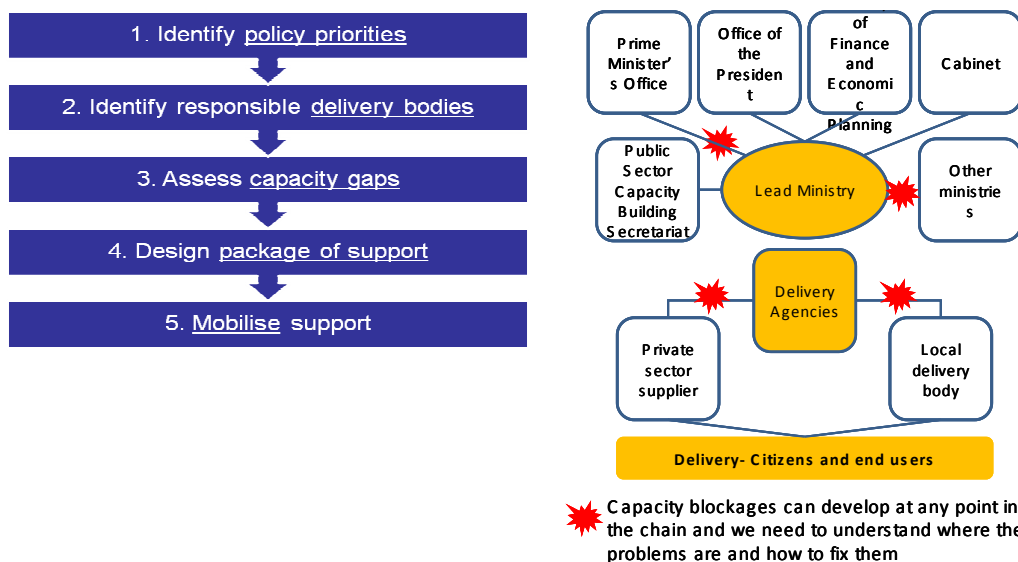 1. Identify policy priorities
2. Identify responsible delivery bodies
3. Assess capacity gaps
4. Design package of support
5. Mobilise support
Prime
Minister’
s Office
Office of
the
Presiden
t
of
Finance
and
Economi
c
Planning
Cabinet
Public
Sector
Capacity
Building
Secretariat
Lead Ministry
Other
ministrie
s
Delivery
Agencies
Private
sector
supplier
Local
delivery
body
Delivery- Citizens and end users
Capacity blockages can develop at any point in
the chain and we need to understand where the
problems are and how to fix them